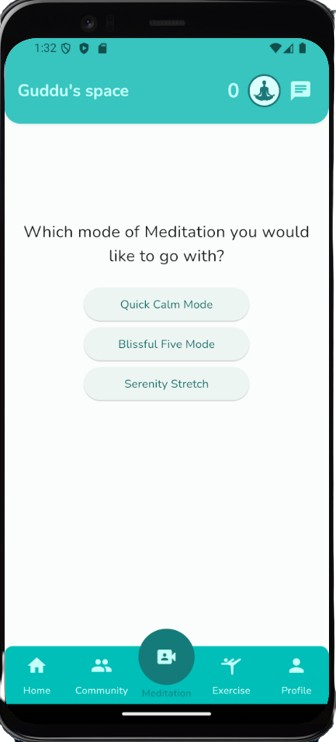 1:32
Guddu's space
0
Which mode of Meditation you would
like to go with?
Quick Calm Mode
Blissful Five Mode
Serenity Stretch
Home
Community
Meditation
Exercise
Profile